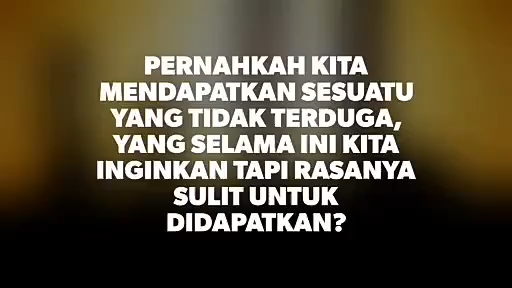 PERNAHKAH KITA
MENDAPATKAN SESUATU
YANG TIDAK TERDUGA,
YANG SELAMA INI KITA
INGINKAN TAPI RASANYA
SULIT UNTUK
DIDAPATKAN?